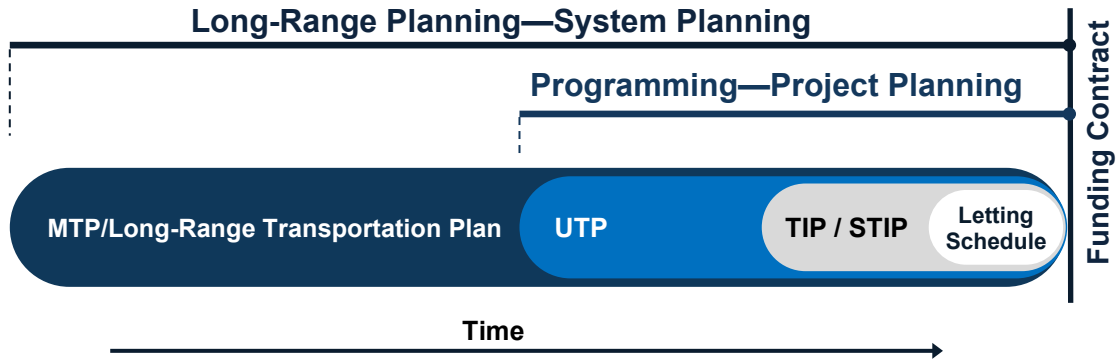 Long-Range Planning—System Planning
Programming—Project Planning
Funding Contract
MTP/Long-Range Transportation Plan
UTP
TIP / STIP
Letting
Schedule
Time